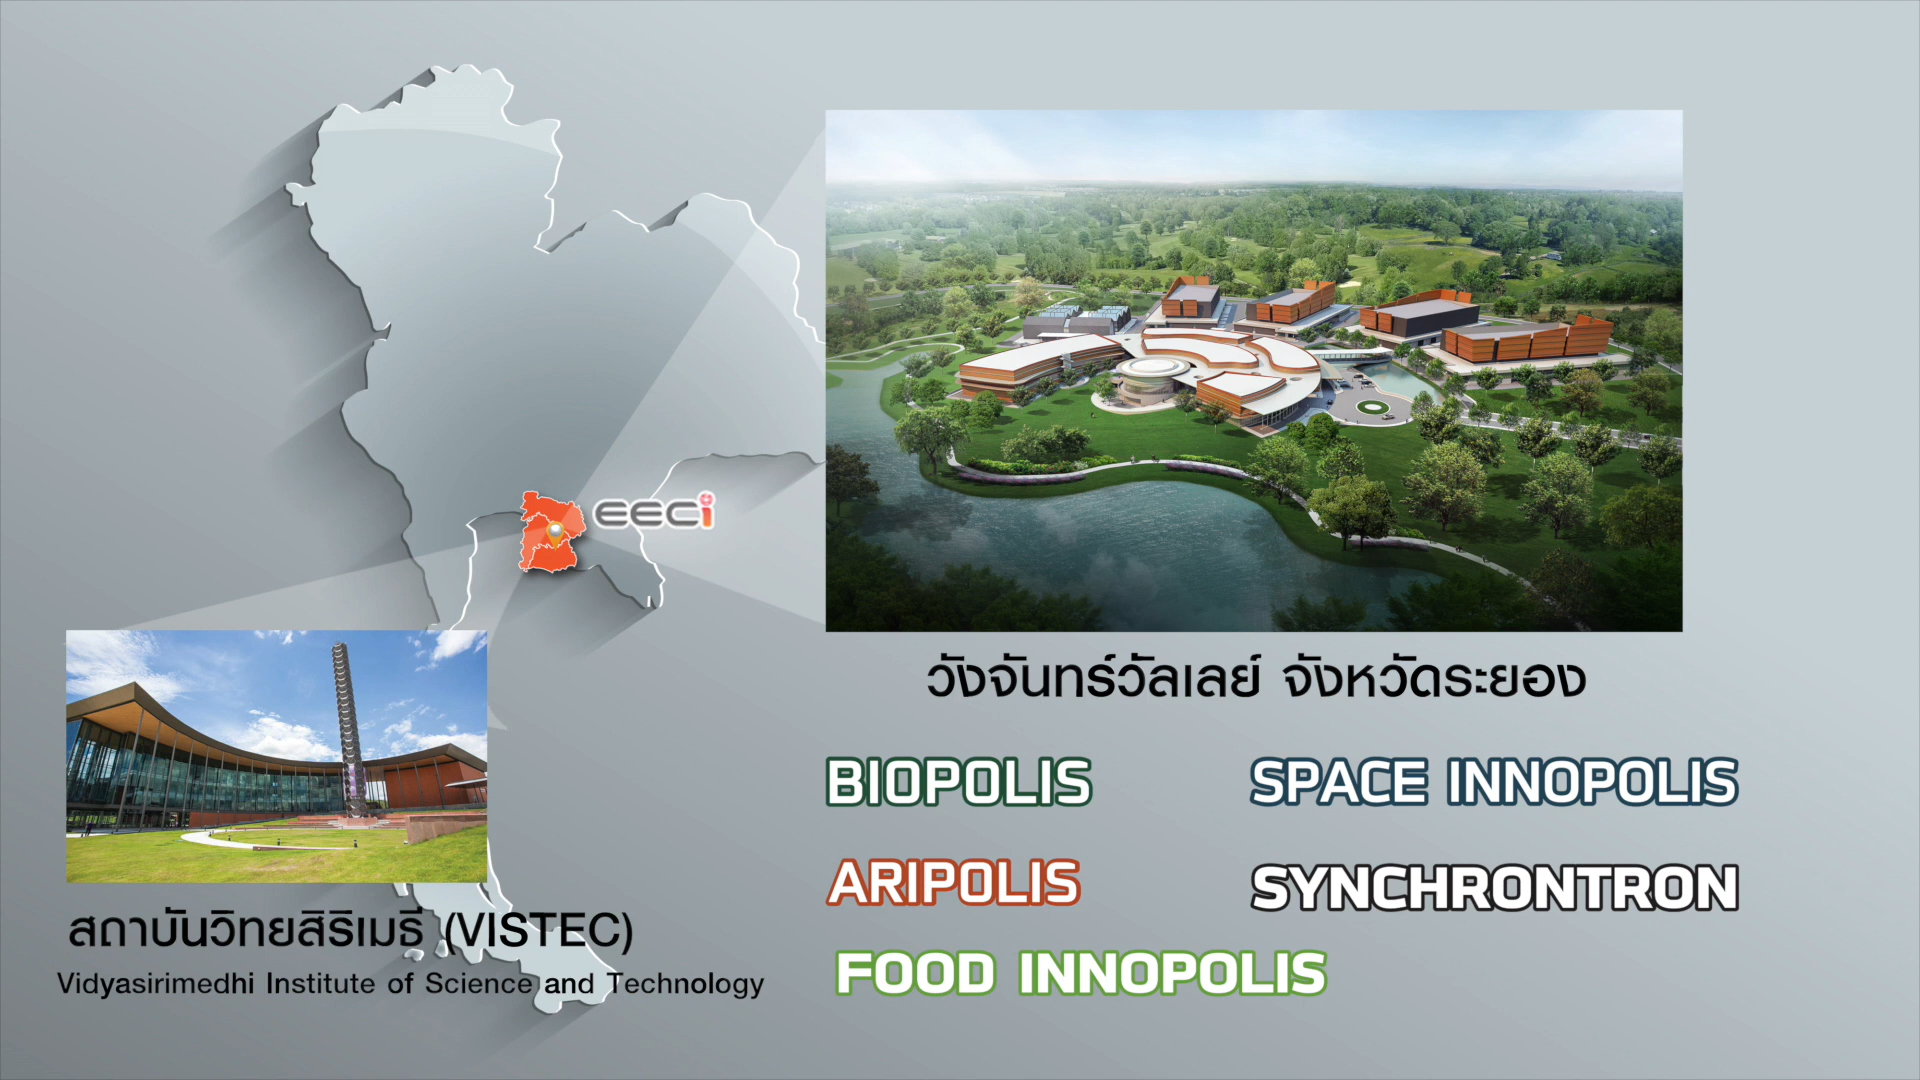 eeci
วังจันทร์วัลเลย์ จังหวัดระยอง
BIOPOLIS
SPACE INNOPOLIS
ARIPOLIS
SYNCHRONTRON
FOOD INNOPOLIS
สถาบันวิทยสิริเมธี (VISTEC)
Vidyasirimedhi Institute of Science and Technology